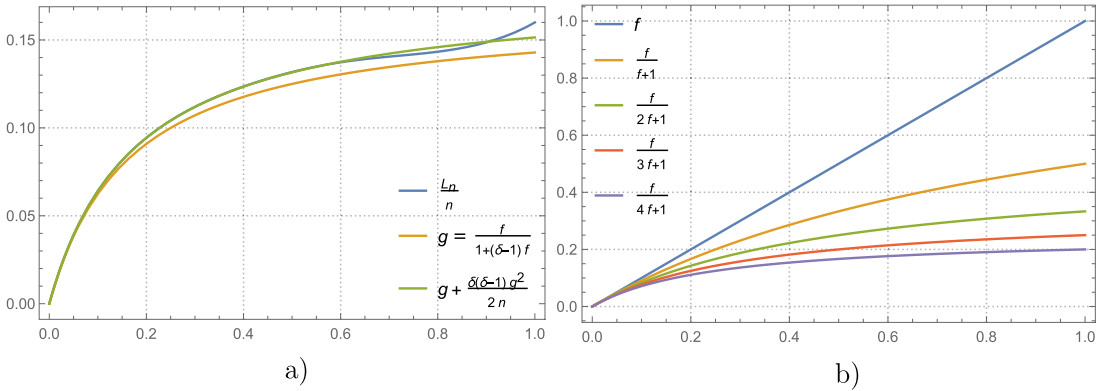 0.15
0.10
0.05
0.00
0.0 0.2 0.4 0.6 0.8 1.0
L_n/n
g = f/(1+(δ−1) f)
g + δ(δ−1) g²/(2 n)
a)
1.0
0.8
0.6
0.4
0.2
0.0
0.0 0.2 0.4 0.6 0.8 1.0
f
f/(f+1)
f/(2 f+1)
f/(3 f+1)
f/(4 f+1)
b)